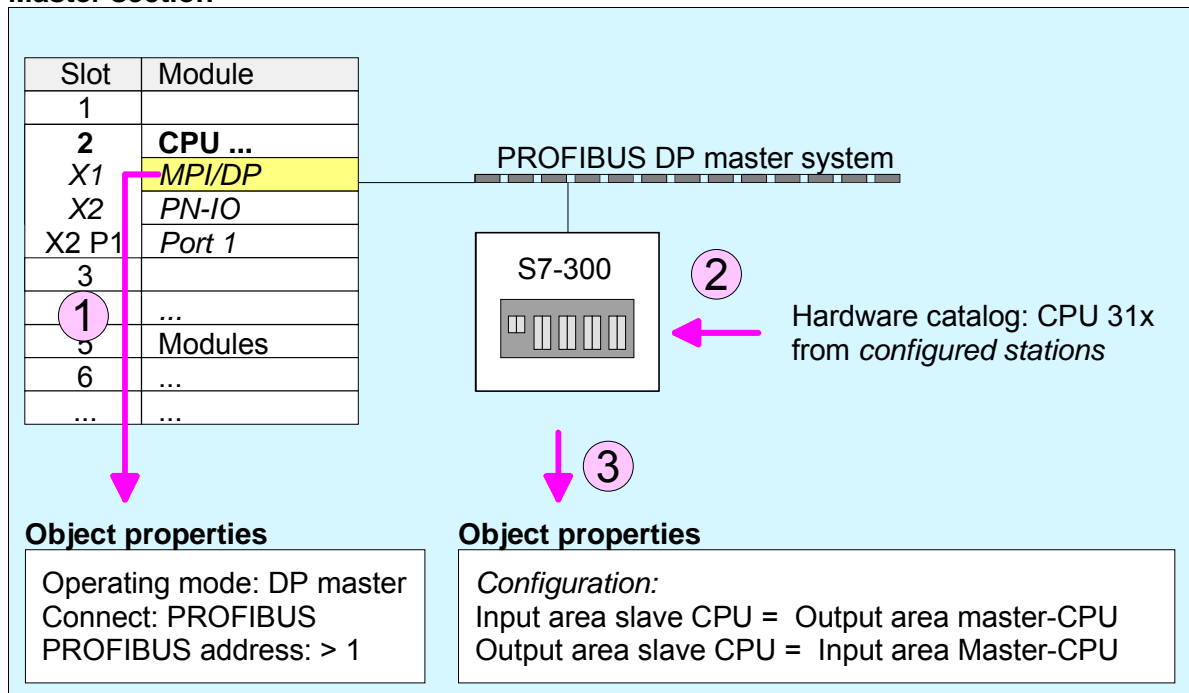 Master section
Slot Module
1
2 CPU ...
X1 MPI/DP
X2 PN-IO
X2 P1 Port 1
3
...
5 Modules
6 ...
... ...
1
PROFIBUS DP master system
S7-300
2
Hardware catalog: CPU 31x
from configured stations
3
Object properties
Operating mode: DP master
Connect: PROFIBUS
PROFIBUS address: > 1
Object properties
Configuration:
Input area slave CPU = Output area master-CPU
Output area slave CPU = Input area Master-CPU